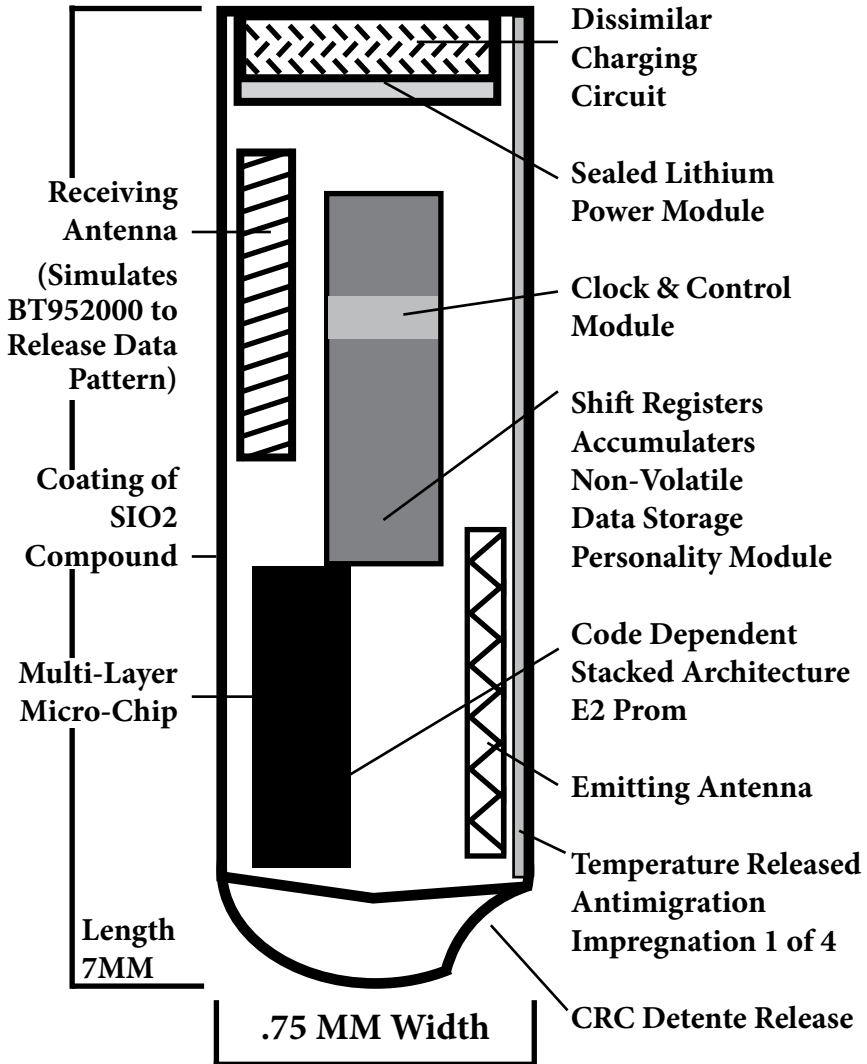 Dissimilar
Charging
Circuit
Sealed Lithium
Power Module
Receiving
Antenna
(Simulates
BT952000 to
Release Data
Pattern)
Clock & Control
Module
Shift Registers
Accumulaters
Non-Volatile
Data Storage
Personality Module
Coating of
SIO2
Compound
Code Dependent
Stacked Architecture
E2 Prom
Multi-Layer
Micro-Chip
Emitting Antenna
Temperature Released
Antimigration
Impregnation 1 of 4
Length
7MM
CRC Detente Release
.75 MM Width